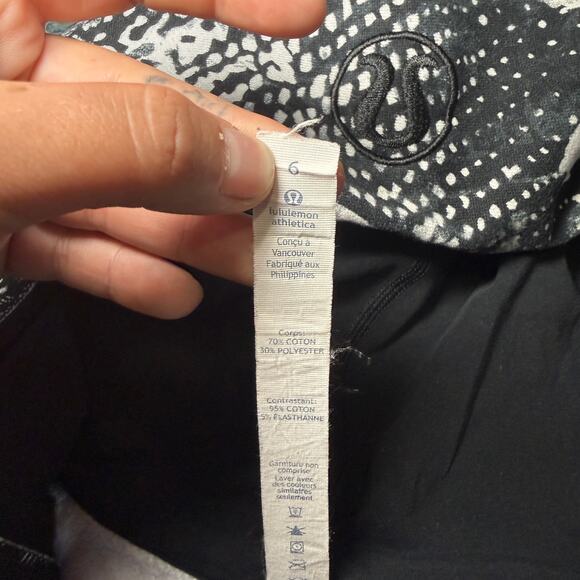 6
lululemon
athletica
Conçu à
Vancouver
Fabriqué aux
Philippines
Corps:
70% COTON
30% POLYESTER
Contrastant:
95% COTON
5% ÉLASTHANNE
Garniture non
comprise
Laver avec
des couleurs
similaires
seulement